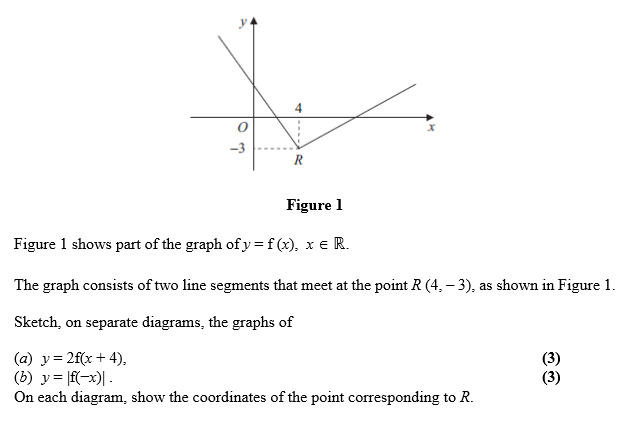 y
4
O
x
−3
R
Figure 1
Figure 1 shows part of the graph of y = f (x), x ∈ ℝ.
The graph consists of two line segments that meet at the point R (4, – 3), as shown in Figure 1.
Sketch, on separate diagrams, the graphs of
(a) y = 2f(x + 4), (3)
(b) y = |f(−x)| . (3)
On each diagram, show the coordinates of the point corresponding to R.